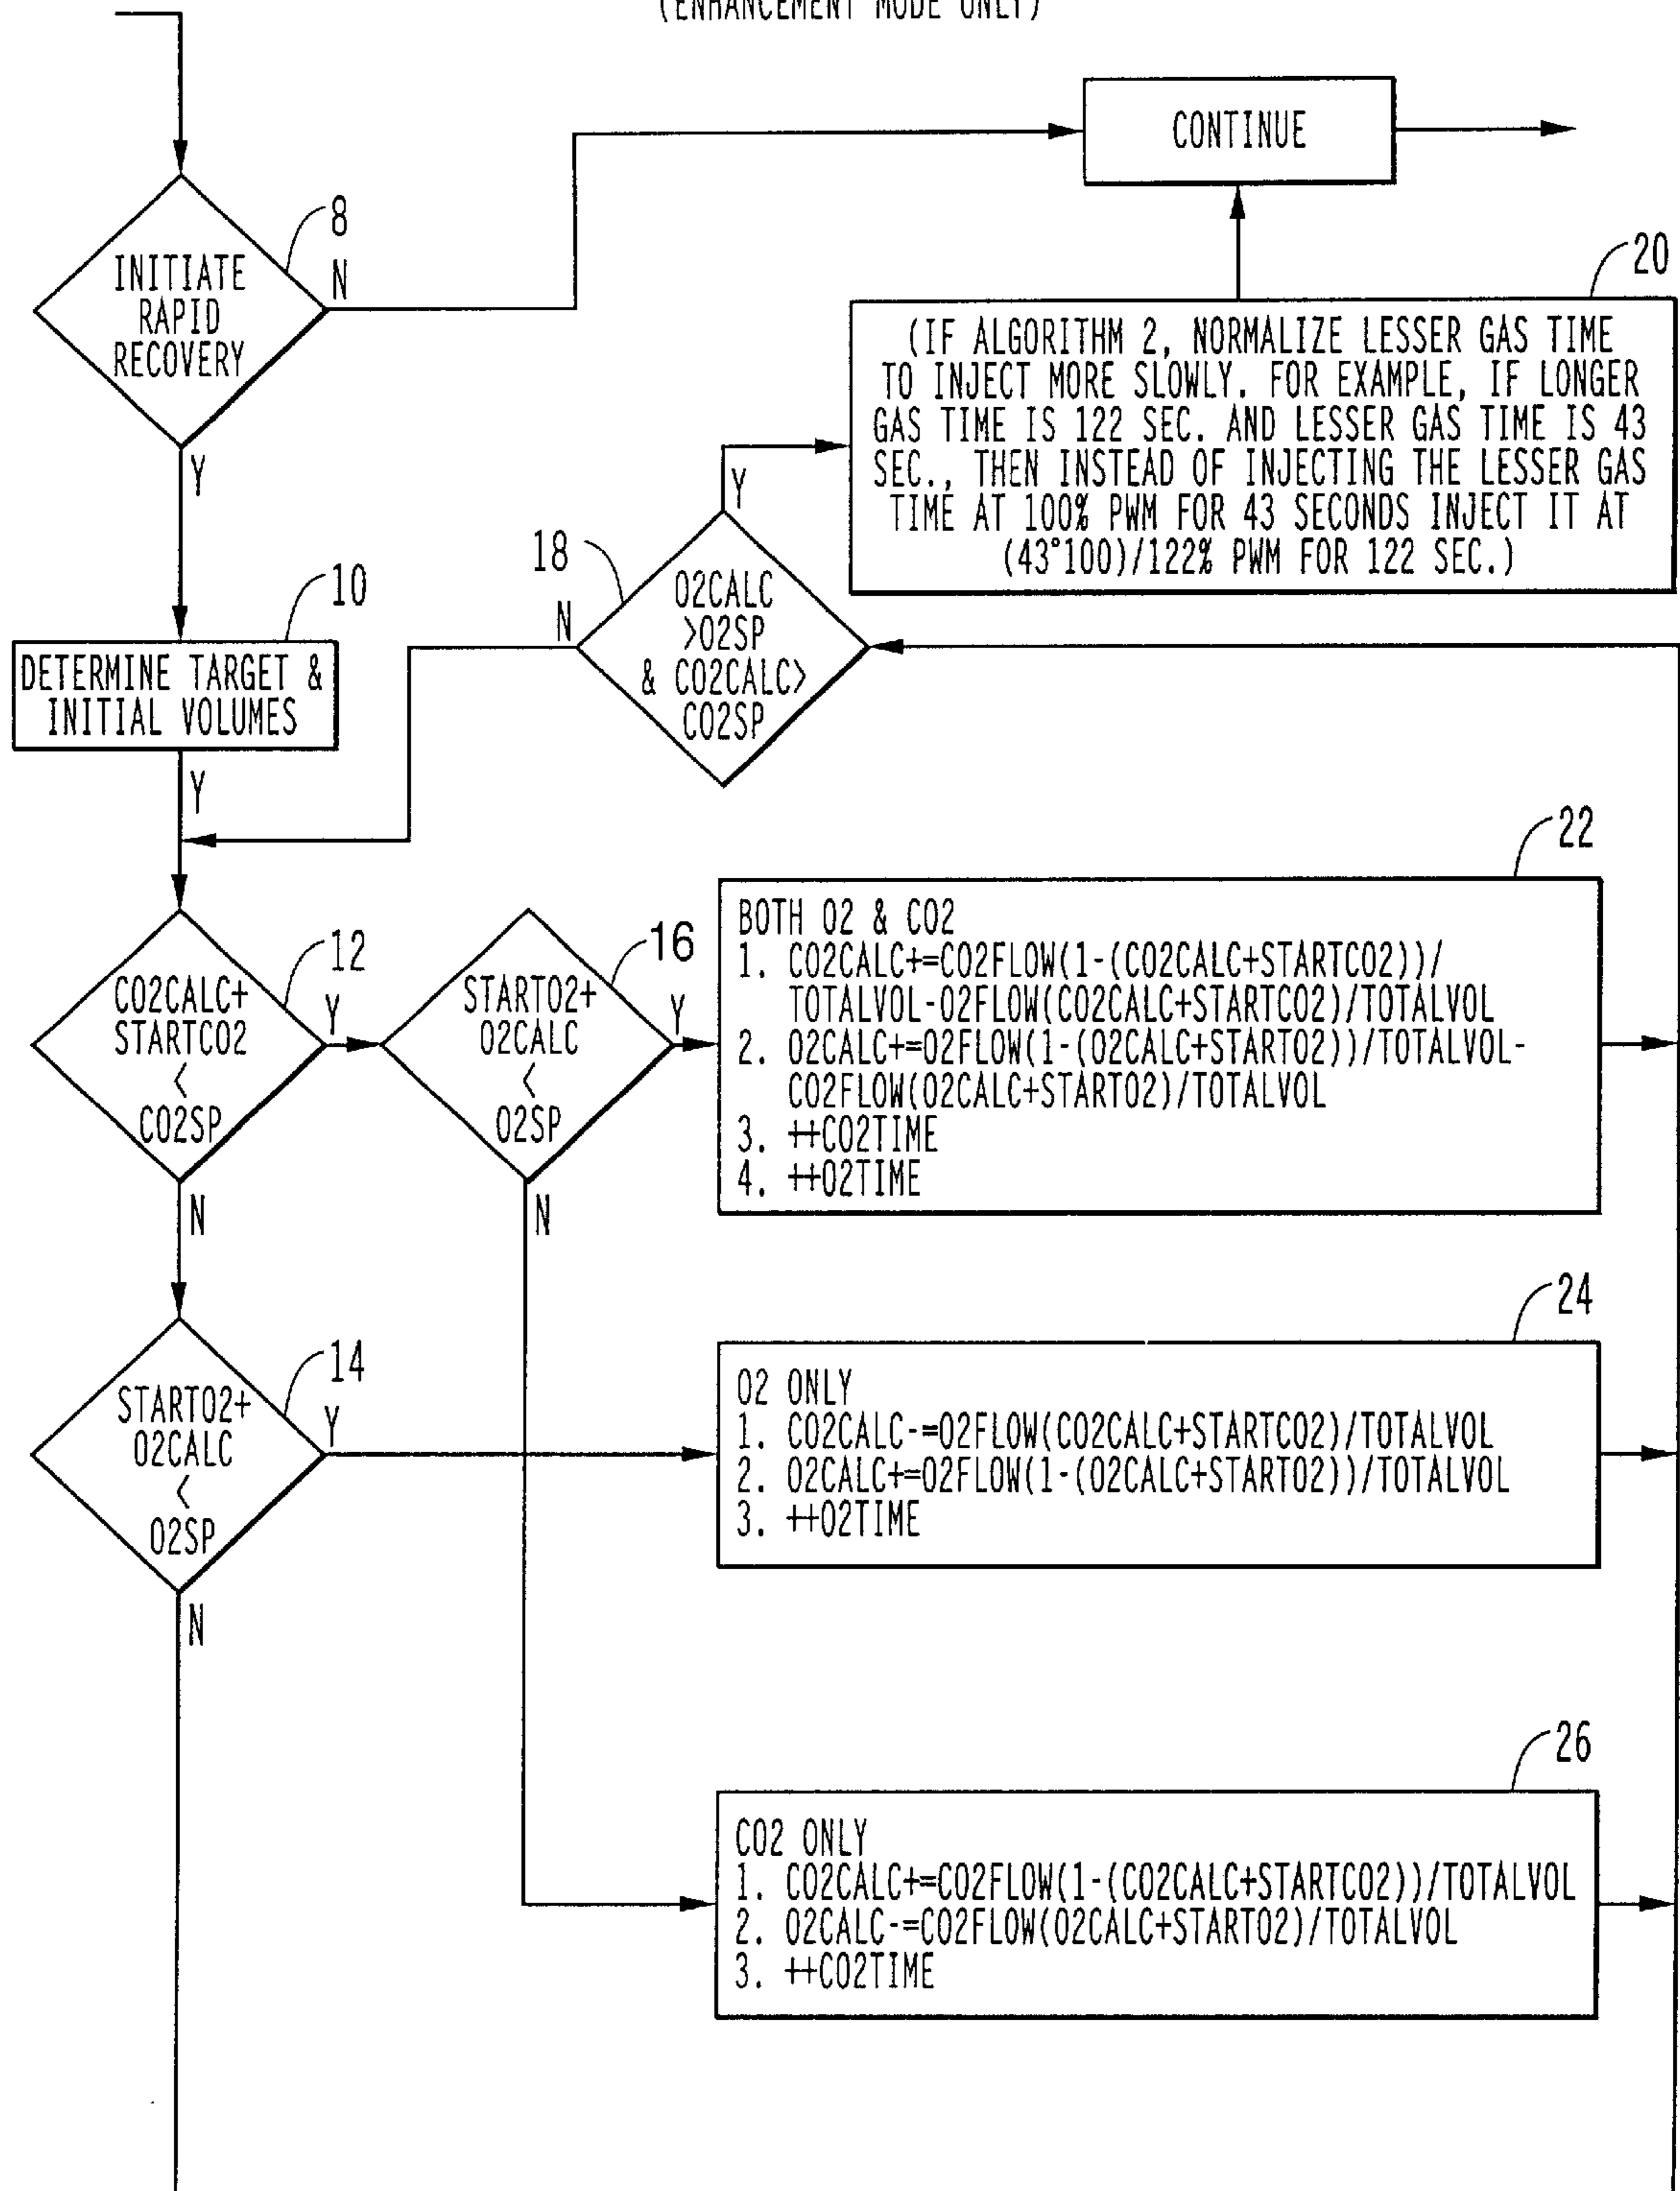 (ENHANCEMENT MODE ONLY)
CONTINUE
8
INITIATE
RAPID
RECOVERY
N
Y
20
(IF ALGORITHM 2, NORMALIZE LESSER GAS TIME
TO INJECT MORE SLOWLY. FOR EXAMPLE, IF LONGER
GAS TIME IS 122 SEC. AND LESSER GAS TIME IS 43
SEC., THEN INSTEAD OF INJECTING THE LESSER GAS
TIME AT 100% PWM FOR 43 SECONDS INJECT IT AT
(43°100)/122% PWM FOR 122 SEC.)
10
DETERMINE TARGET &
INITIAL VOLUMES
Y
18
Y
N
O2CALC
>O2SP
& CO2CALC>
CO2SP
12
CO2CALC+
STARTCO2
<
CO2SP
Y
N
16
STARTO2+
O2CALC
<
O2SP
Y
N
22
BOTH O2 & CO2
1. CO2CALC+=CO2FLOW(1-(CO2CALC+STARTCO2))/
TOTALVOL-O2FLOW(CO2CALC+STARTCO2)/TOTALVOL
2. O2CALC+=O2FLOW(1-(O2CALC+STARTO2))/TOTALVOL-
CO2FLOW(O2CALC+STARTO2)/TOTALVOL
3. ++CO2TIME
4. ++O2TIME
14
STARTO2+
O2CALC
<
O2SP
Y
N
24
O2 ONLY
1. CO2CALC-=O2FLOW(CO2CALC+STARTCO2)/TOTALVOL
2. O2CALC+=O2FLOW(1-(O2CALC+STARTO2))/TOTALVOL
3. ++O2TIME
26
CO2 ONLY
1. CO2CALC+=CO2FLOW(1-(CO2CALC+STARTCO2))/TOTALVOL
2. O2CALC-=CO2FLOW(O2CALC+STARTO2)/TOTALVOL
3. ++CO2TIME